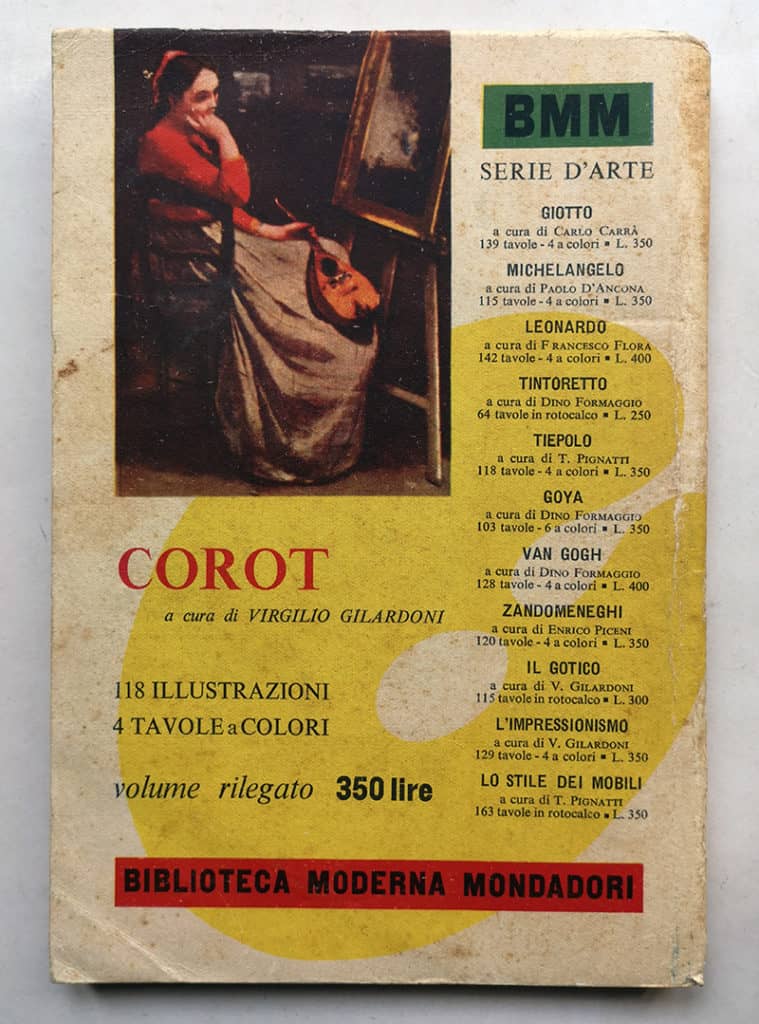 BMM
SERIE D'ARTE
GIOTTO
a cura di CARLO CARRÀ
139 tavole - 4 a colori ▪ L. 350
MICHELANGELO
a cura di PAOLO D'ANCONA
115 tavole - 4 a colori ▪ L. 350
LEONARDO
a cura di FRANCESCO FLORA
142 tavole - 4 a colori ▪ L. 400
TINTORETTO
a cura di DINO FORMAGGIO
64 tavole in rotocalco ▪ L. 250
TIEPOLO
a cura di T. PIGNATTI
118 tavole - 4 a colori ▪ L. 350
GOYA
a cura di DINO FORMAGGIO
103 tavole - 6 a colori ▪ L. 350
VAN GOGH
a cura di DINO FORMAGGIO
128 tavole - 4 a colori ▪ L. 400
ZANDOMENEGHI
a cura di ENRICO PICENI
120 tavole - 4 a colori ▪ L. 350
IL GOTICO
a cura di V. GILARDONI
115 tavole in rotocalco ▪ L. 300
L'IMPRESSIONISMO
a cura di V. GILARDONI
129 tavole - 4 a colori ▪ L. 350
LO STILE DEI MOBILI
a cura di T. PIGNATTI
163 tavole in rotocalco ▪ L. 350
COROT
a cura di VIRGILIO GILARDONI
118 ILLUSTRAZIONI
4 TAVOLE a COLORI
volume rilegato 350 lire
BIBLIOTECA MODERNA MONDADORI